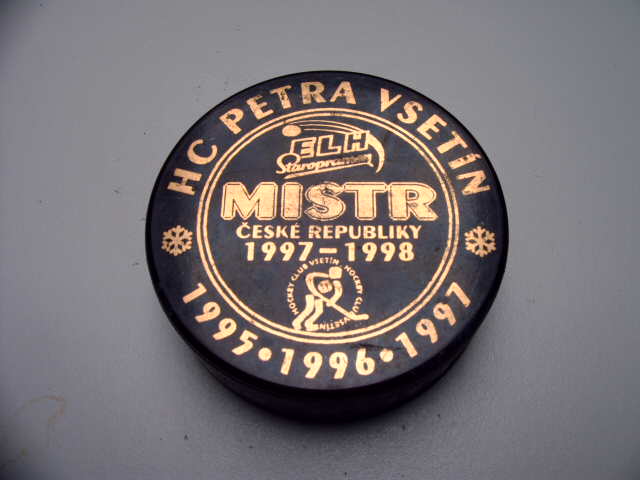 HC PETRA VSETÍN
ELH
Staropramen
MISTR
ČESKÉ REPUBLIKY
1997-1998
HOCKEY CLUB VSETÍN HOCKEY CLUB VSETÍN
1995•1996•1997